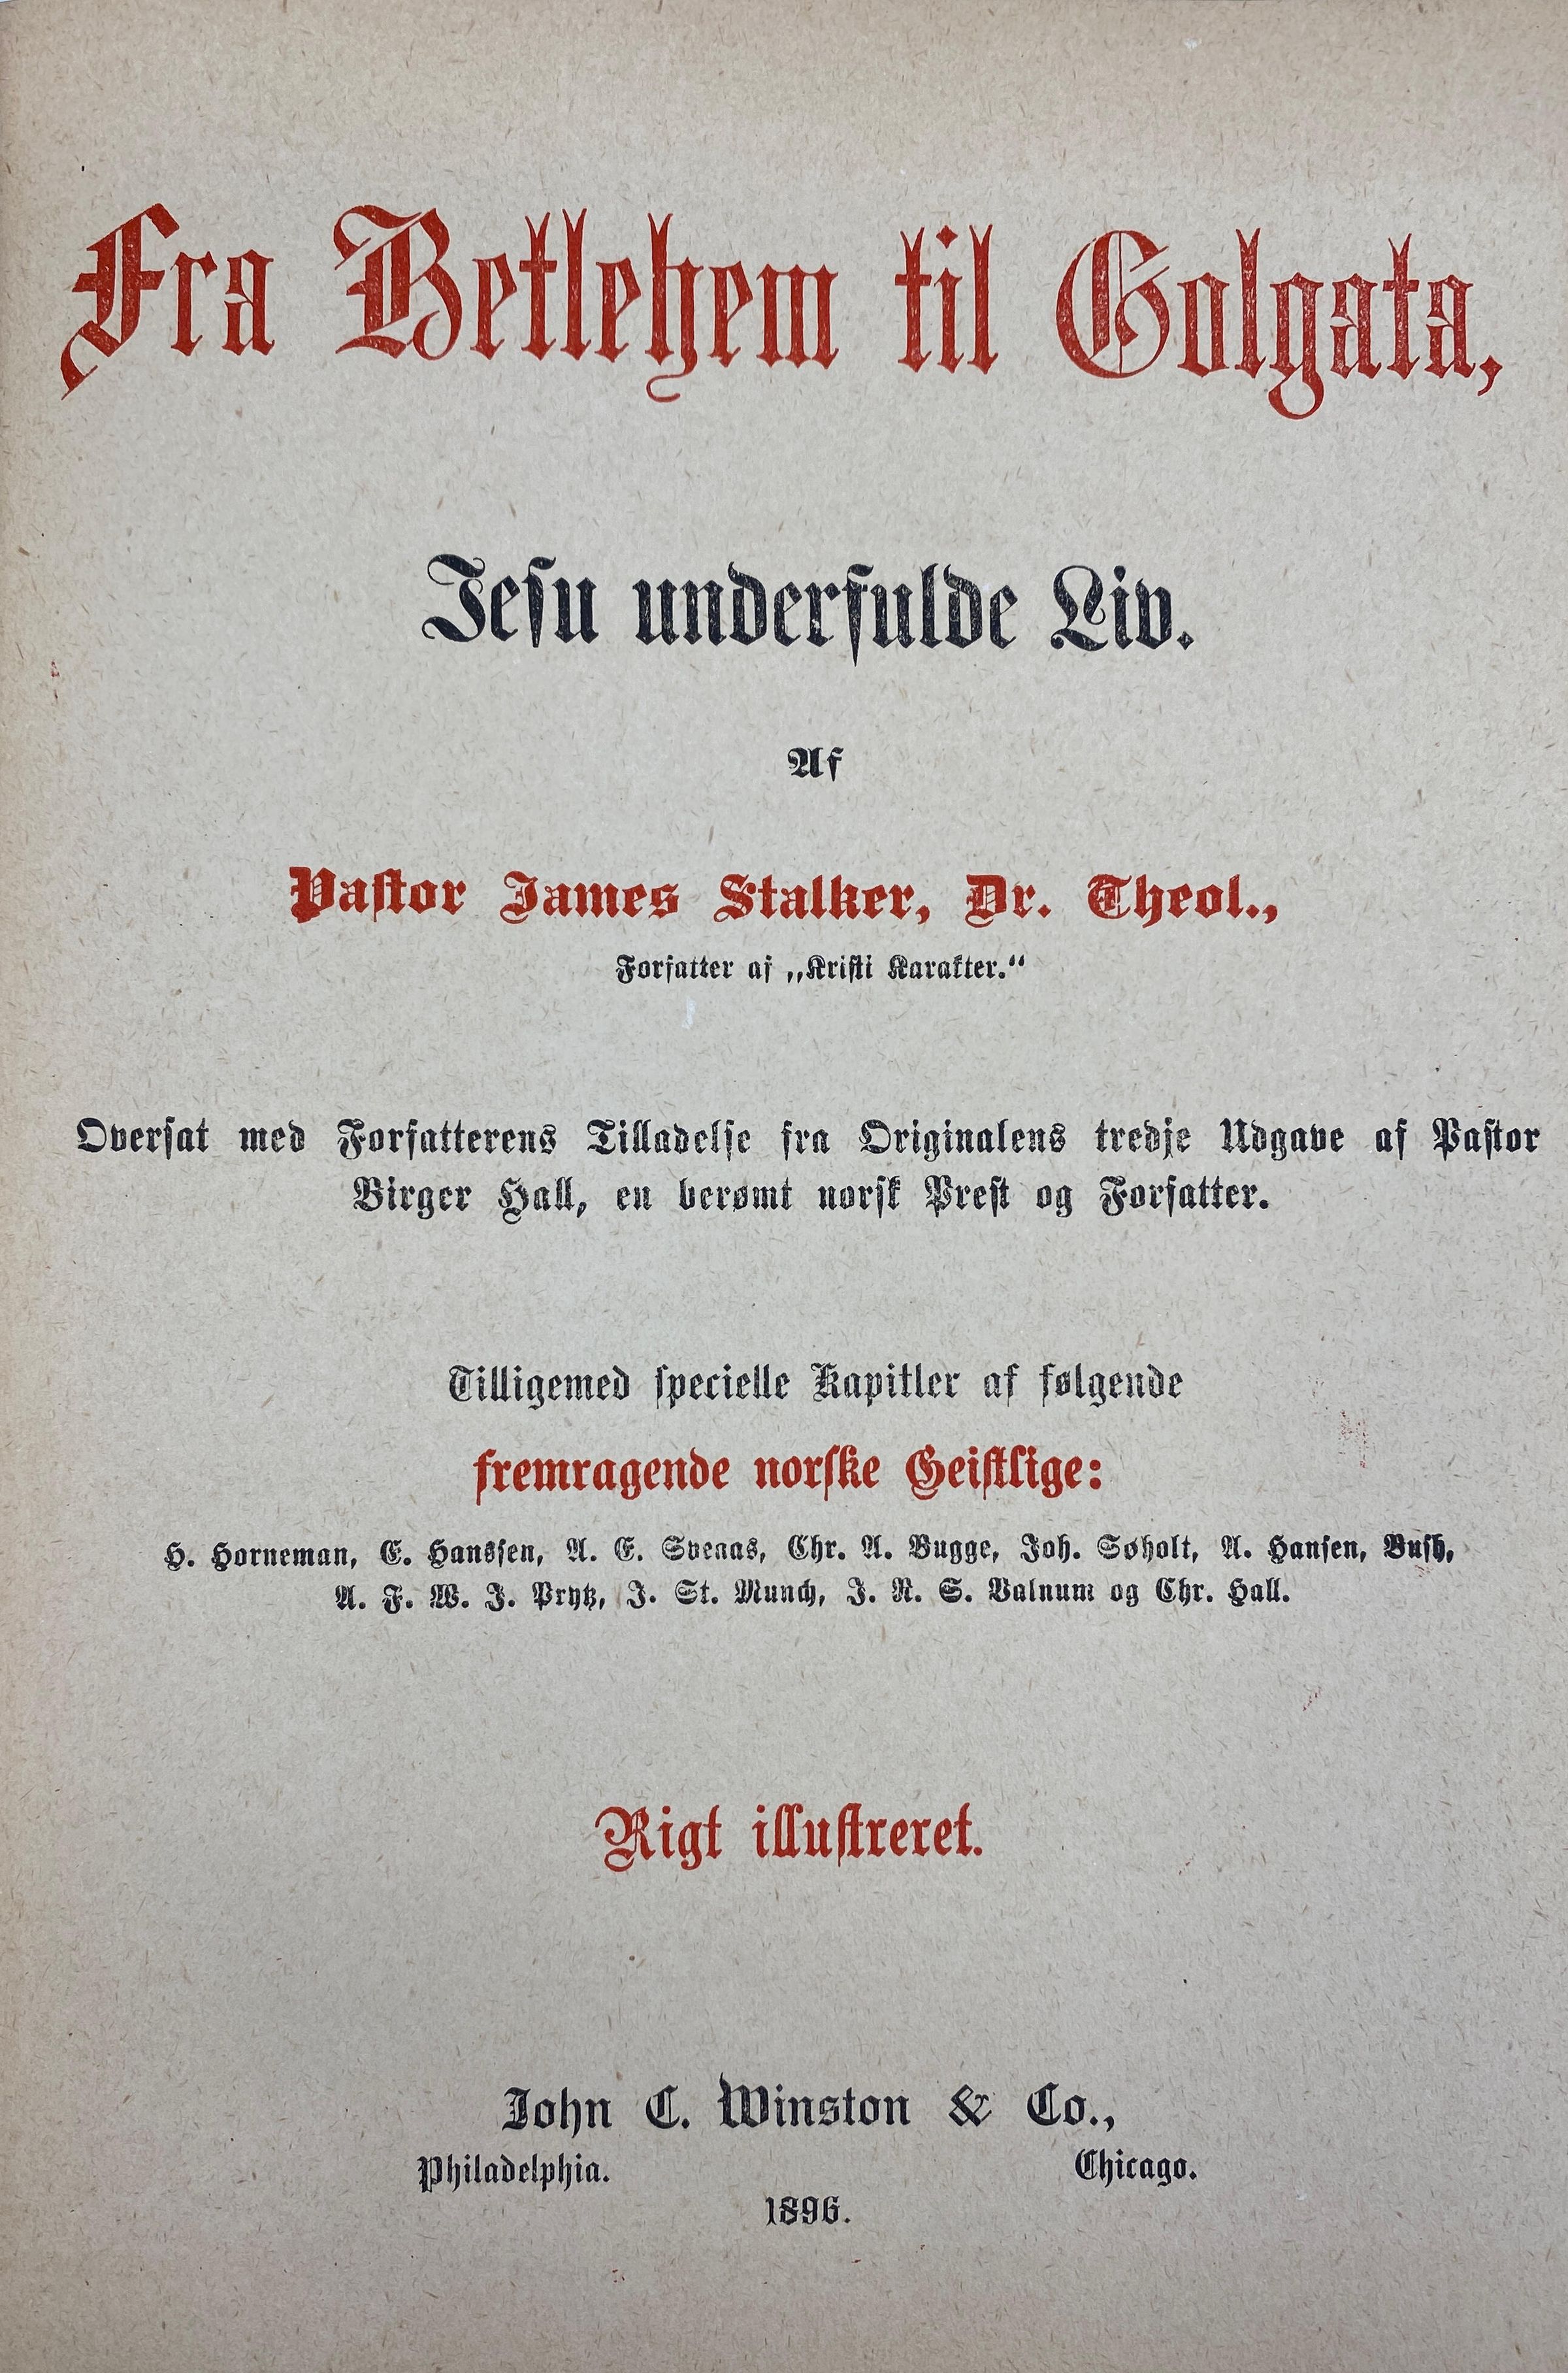 Fra Betlehem til Golgata,
Jesu underfulde Liv.
Af
Pastor James Stalker, Dr. Theol.,
Forfatter af „Kristi Karakter.“
Oversat med Forfatterens Tilladelse fra Originalens tredje Udgave af Pastor
Birger Hall, en berømt norsk Prest og Forfatter.
Tilligemed specielle Kapitler af følgende
fremragende norske Geistlige:
H. Horneman, E. Hanssen, A. E. Svenaas, Chr. A. Bugge, Joh. Søholt, A. Hansen,
A. F. W. J. Prytz, J. St. Munch, J. N. S. Valnum og Chr. Hall.
Rigt illustreret.
John C. Winston & Co.,
Philadelphia. Chicago.
1896.